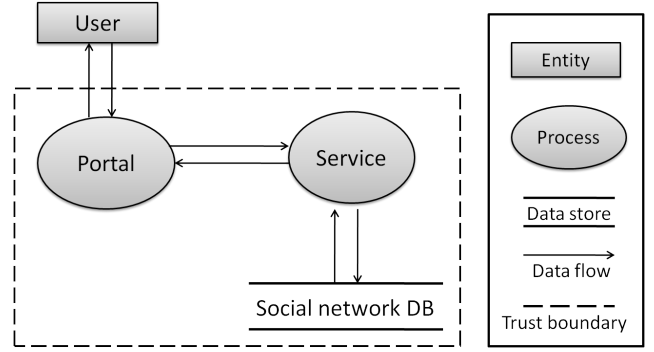 User
Portal
Service
Social network DB
Entity
Process
Data store
Data flow
Trust boundary